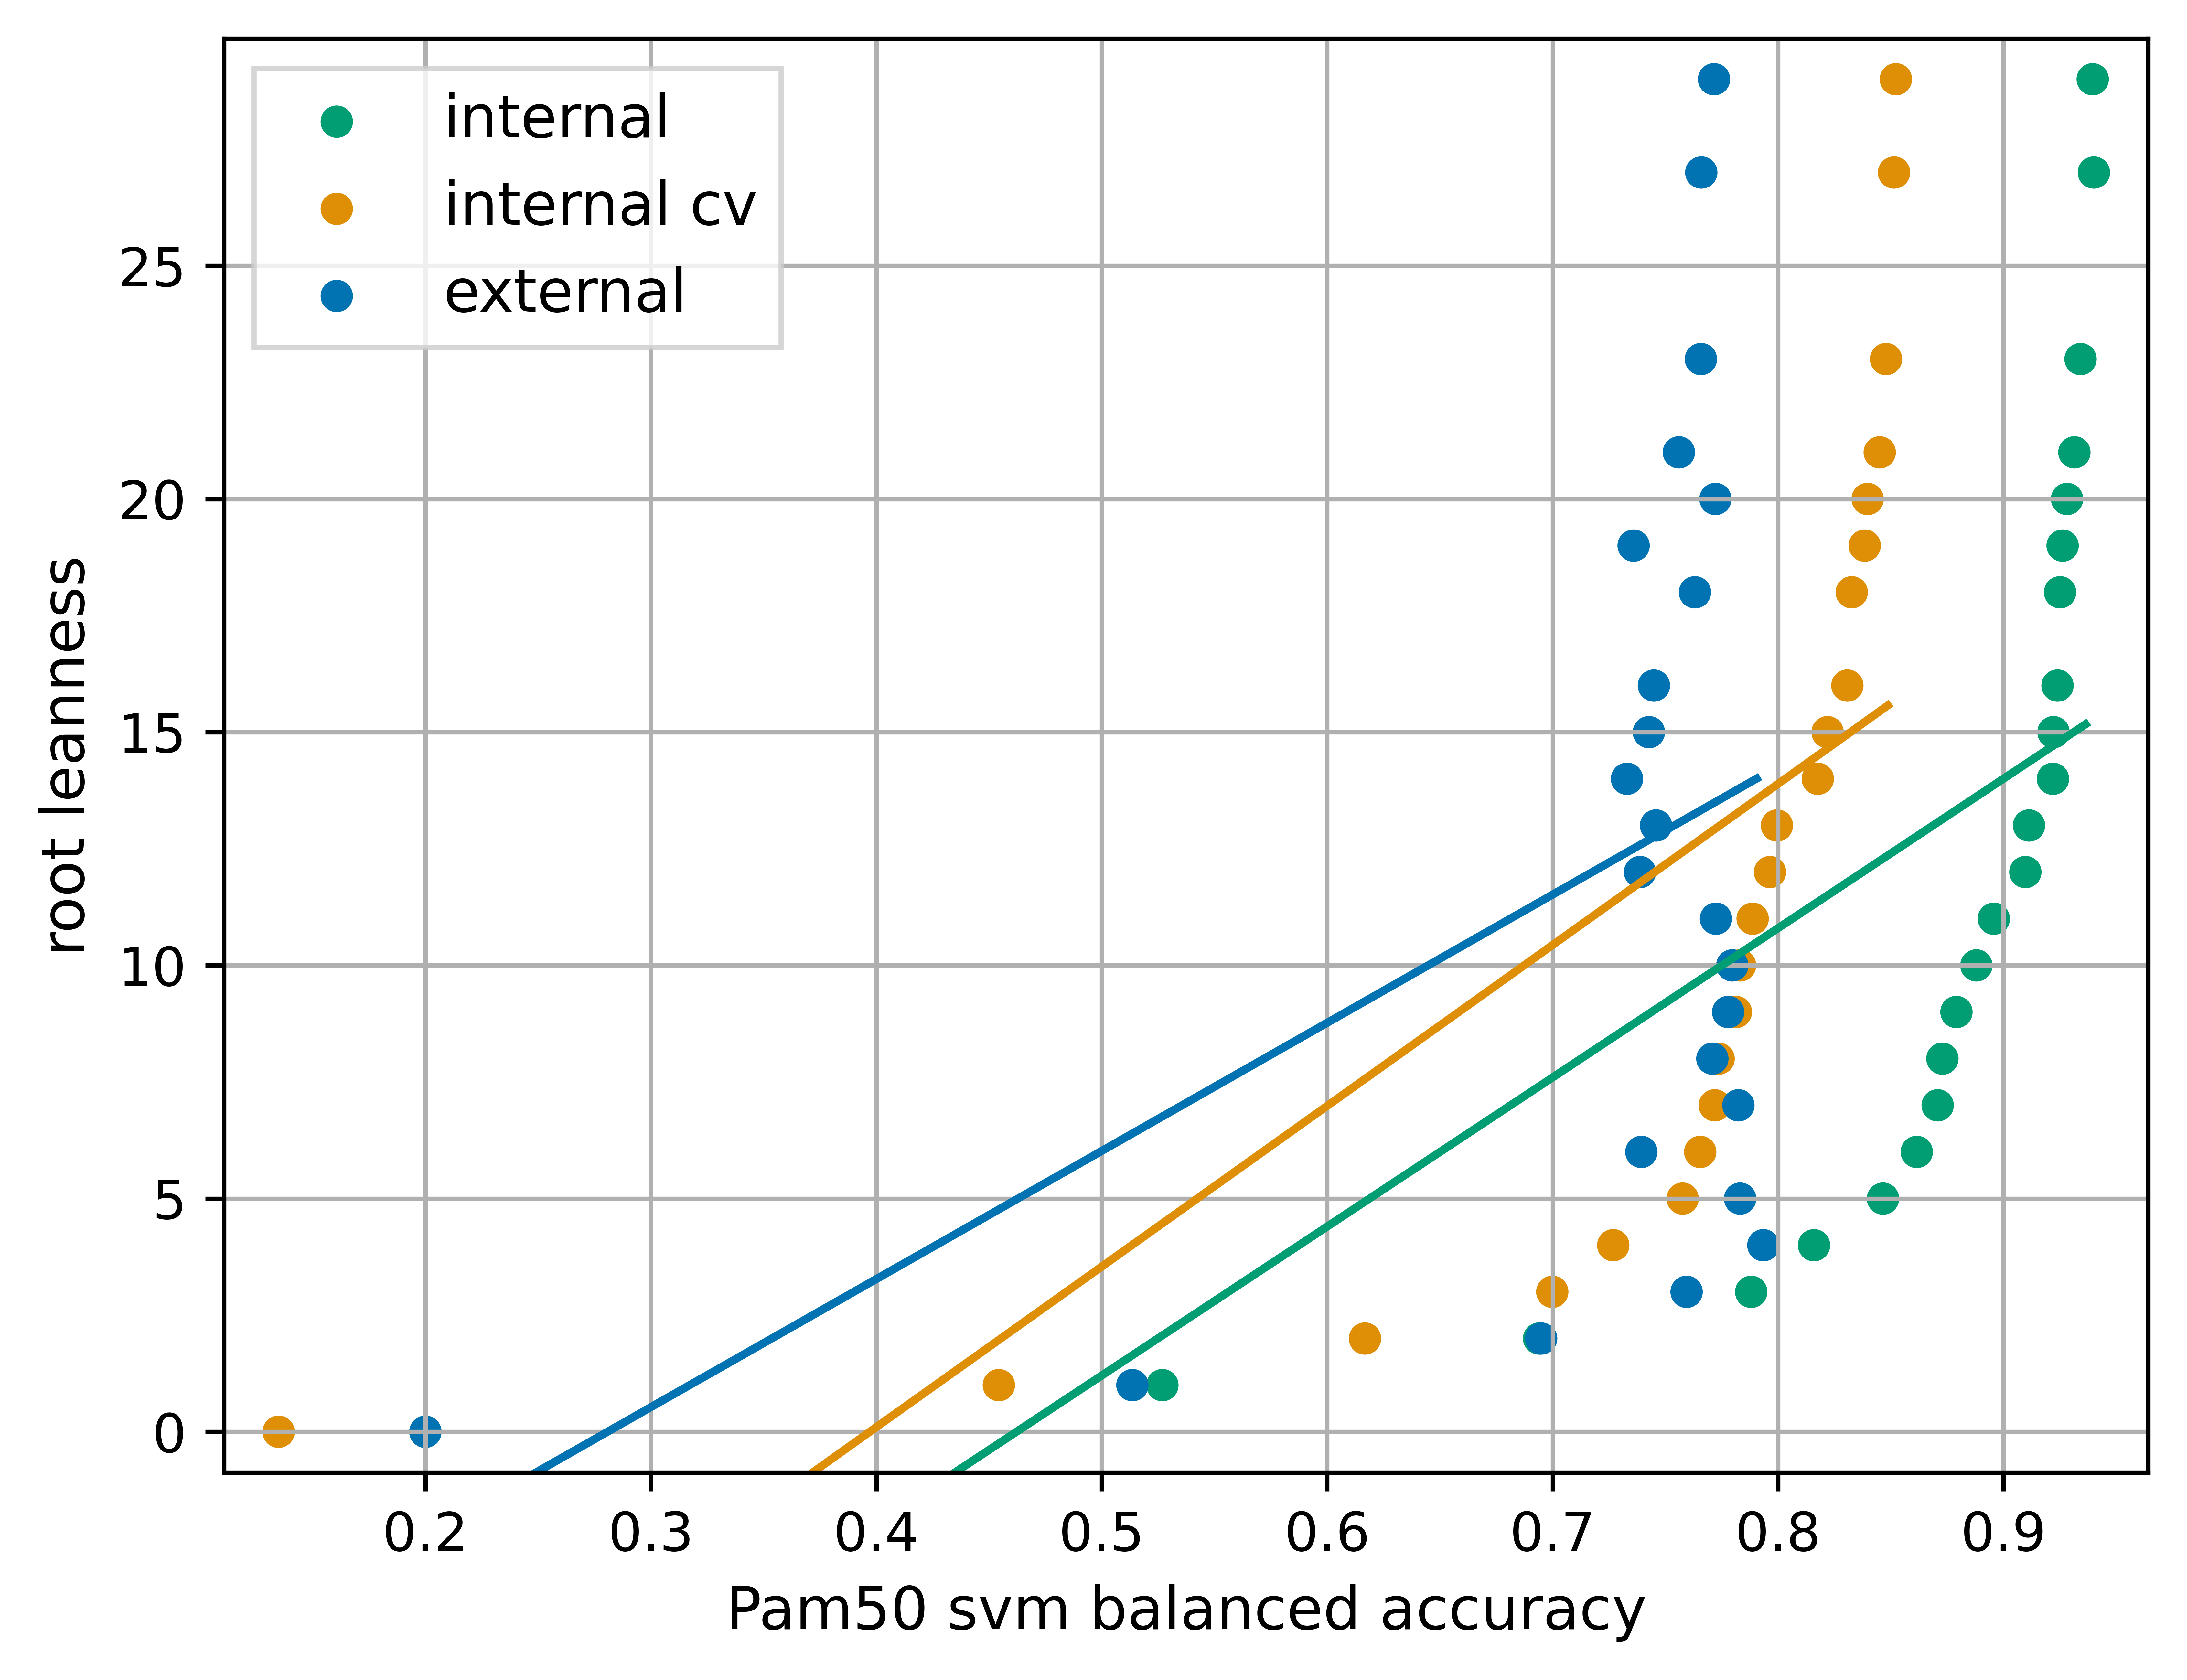 internal
internal cv
external
25
20
15
10
5
0
root leanness
0.2 0.3 0.4 0.5 0.6 0.7 0.8 0.9
Pam50 svm balanced accuracy